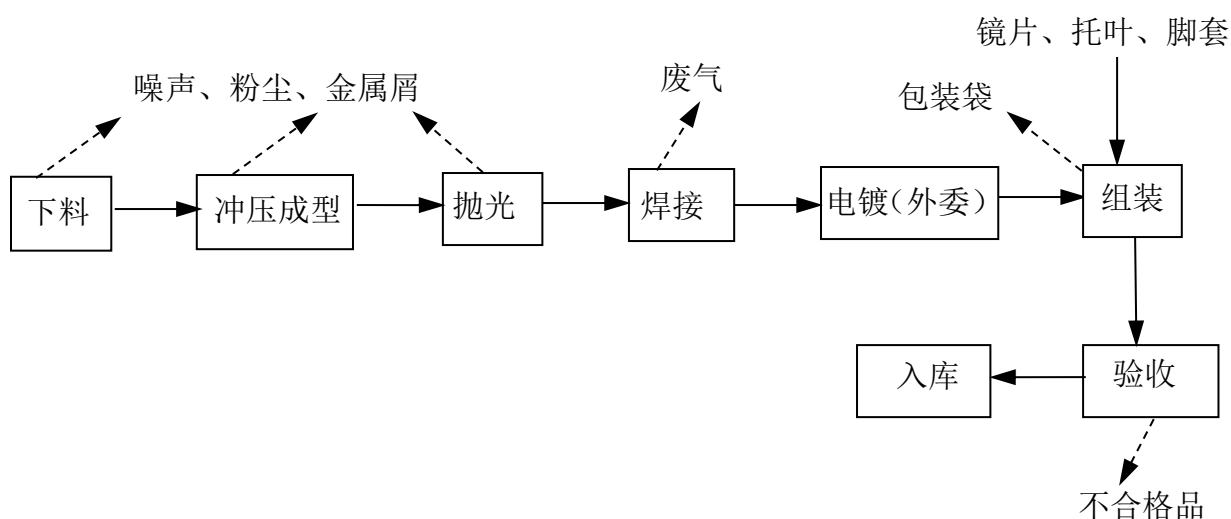 镜片、托叶、脚套
噪声、粉尘、金属屑
废气
包装袋
下料
冲压成型
抛光
焊接
电镀(外委)
组装
入库
验收
不合格品